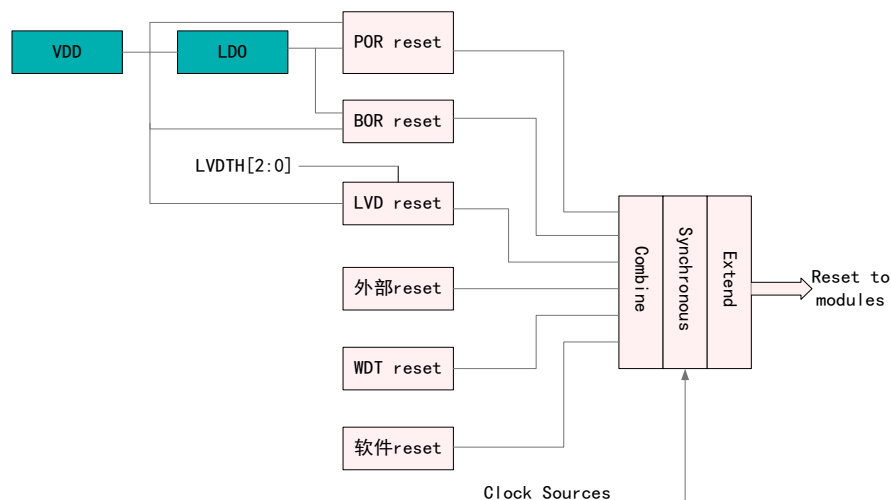 VDD
LDO
POR reset
BOR reset
LVDTH[2:0]
LVD reset
外部reset
WDT reset
软件reset
Combine
Synchronous
Extend
Reset to
modules
Clock Sources